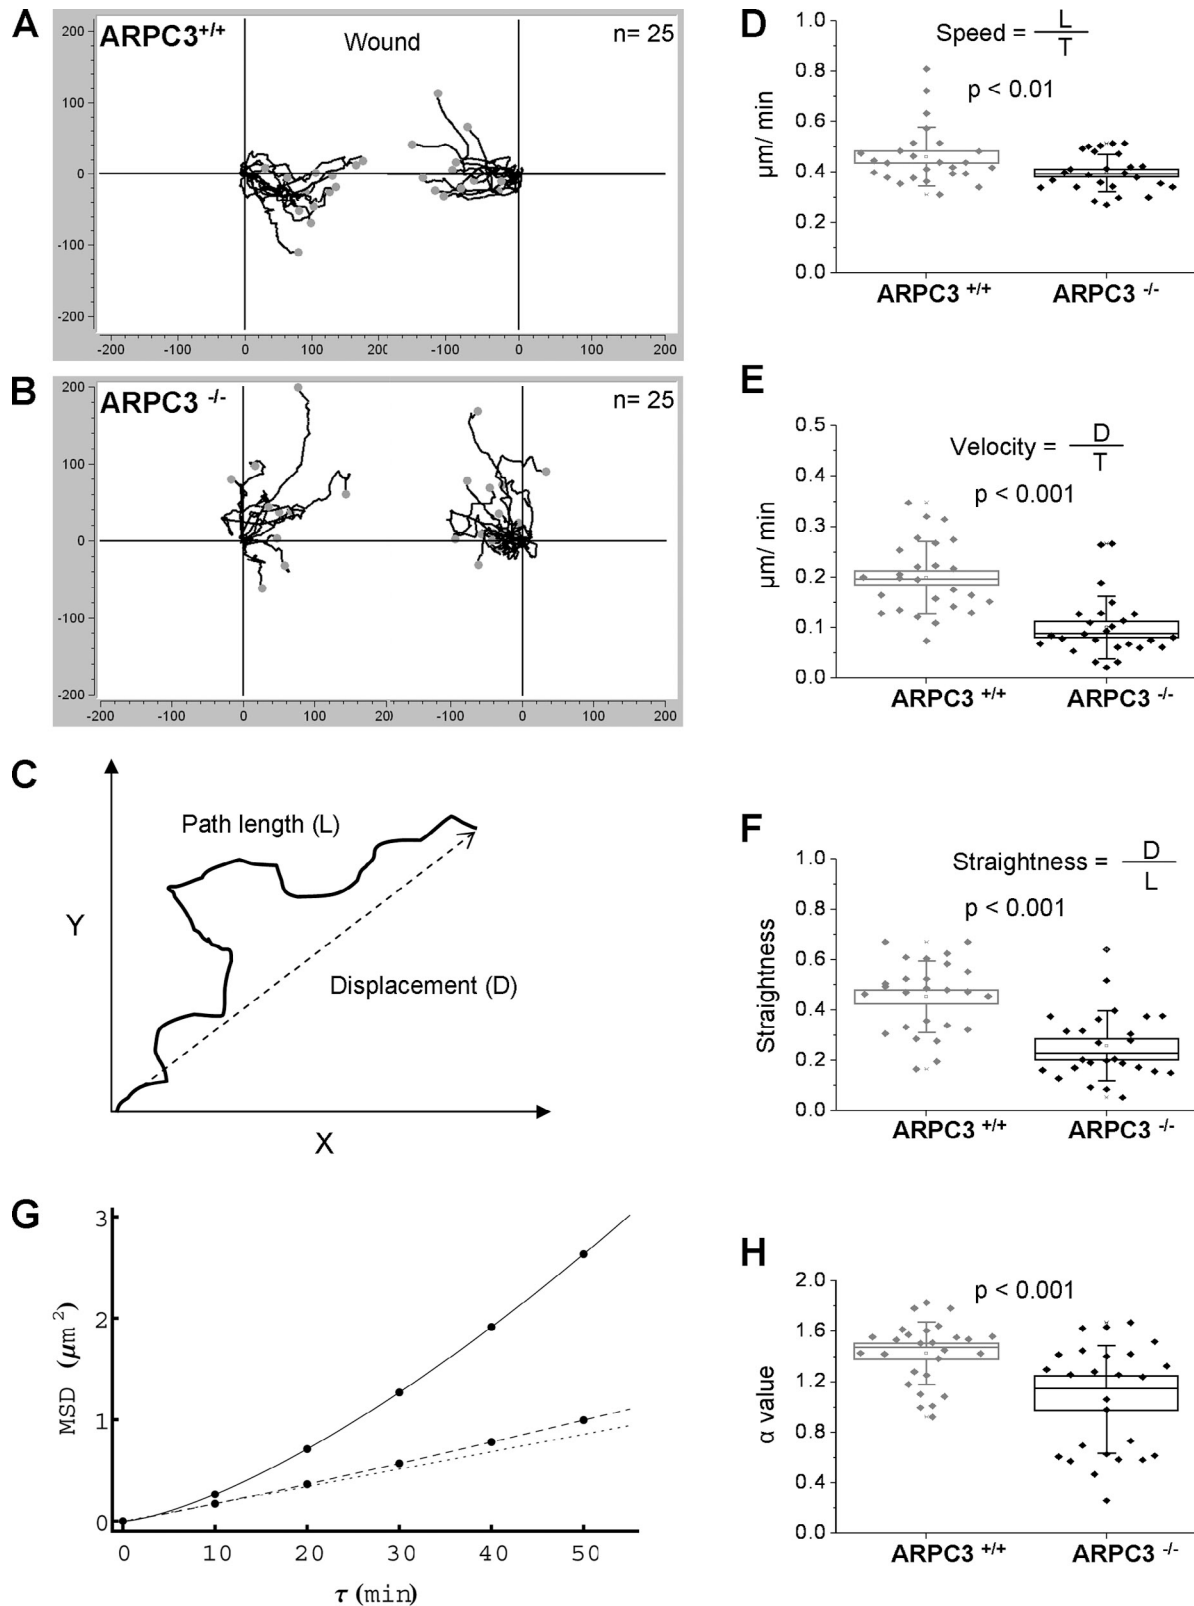 A
ARPC3+/+
Wound
n= 25
200
100
0
-100
-200
-200 -100 0 100 200 -100 0 100 200
B
ARPC3 -/-
n= 25
200
100
0
-100
-200
-200 -100 0 100 200 -100 0 100 200
C
Path length (L)
Displacement (D)
Y
X
G
MSD (μm2)
3
2
1
0
0 10 20 30 40 50
τ (min)
D
Speed = L
T
p < 0.01
μm/ min
1.0
0.8
0.6
0.4
0.2
0.0
ARPC3 +/+ ARPC3 -/-
E
Velocity = D
T
p < 0.001
μm/ min
0.5
0.4
0.3
0.2
0.1
0.0
ARPC3 +/+ ARPC3 -/-
F
Straightness = D
L
p < 0.001
Straightness
1.0
0.8
0.6
0.4
0.2
0.0
ARPC3 +/+ ARPC3 -/-
H
p < 0.001
α value
2.0
1.6
1.2
0.8
0.4
0.0
ARPC3 +/+ ARPC3 -/-